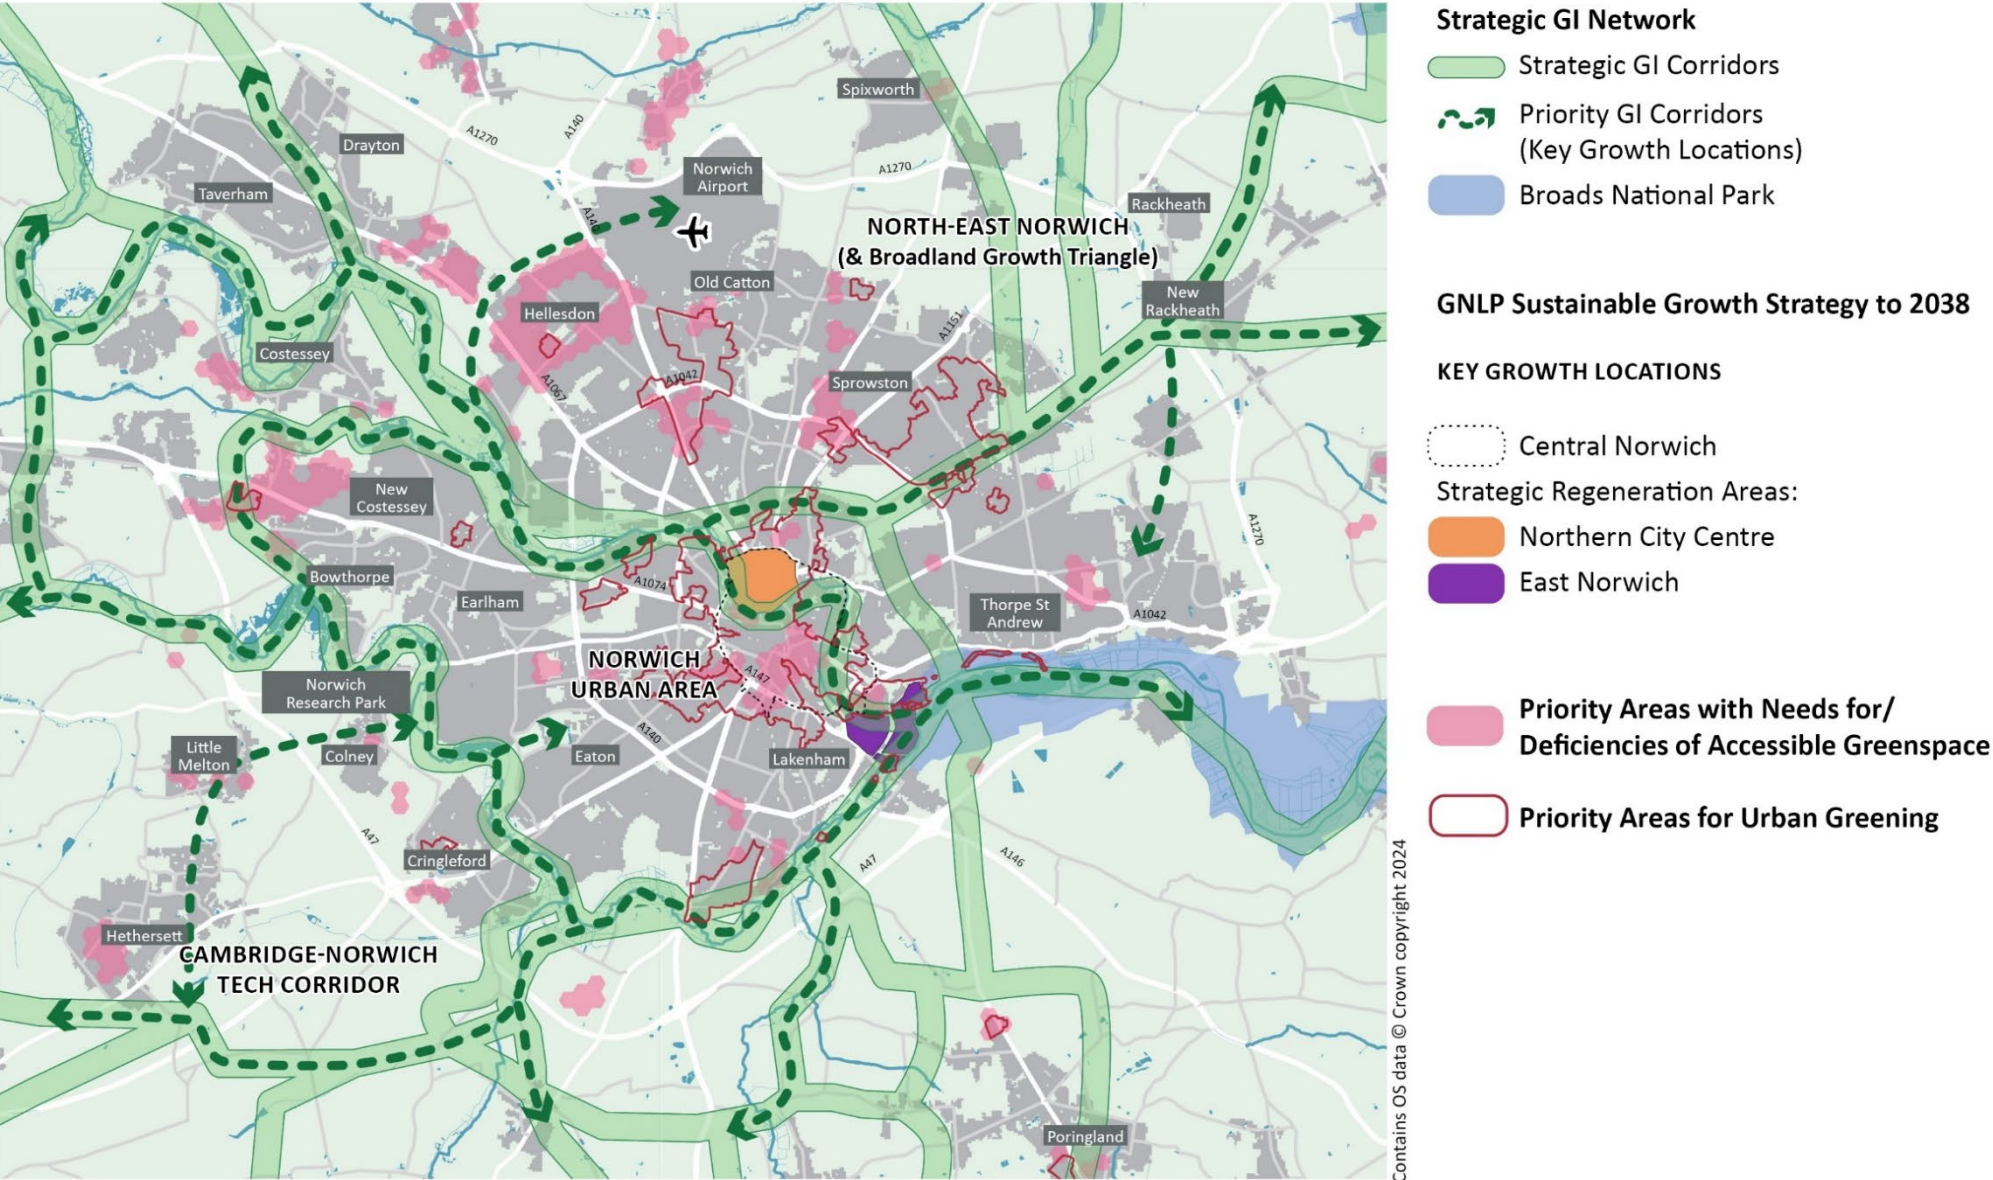 Spixworth
A1270
A140
Drayton
Norwich
Airport
A1270
Taverham
Rackheath
A140
NORTH-EAST NORWICH
(& Broadland Growth Triangle)
Old Catton
New
Rackheath
Hellesdon
A1151
Costessey
A1042
Sprowston
A1067
New
Costessey
A1270
Bowthorpe
A1074
Earlham
Thorpe St
Andrew
A1042
NORWICH
URBAN AREA
A147
Norwich
Research Park
A140
Little
Melton
Colney
Eaton
Lakenham
A47
Cringleford
A47
A146
Hethersett
CAMBRIDGE-NORWICH
TECH CORRIDOR
Poringland
Contains OS data © Crown copyright 2024
Strategic GI Network
Strategic GI Corridors
Priority GI Corridors
(Key Growth Locations)
Broads National Park
GNLP Sustainable Growth Strategy to 2038
KEY GROWTH LOCATIONS
Central Norwich
Strategic Regeneration Areas:
Northern City Centre
East Norwich
Priority Areas with Needs for/
Deficiencies of Accessible Greenspace
Priority Areas for Urban Greening